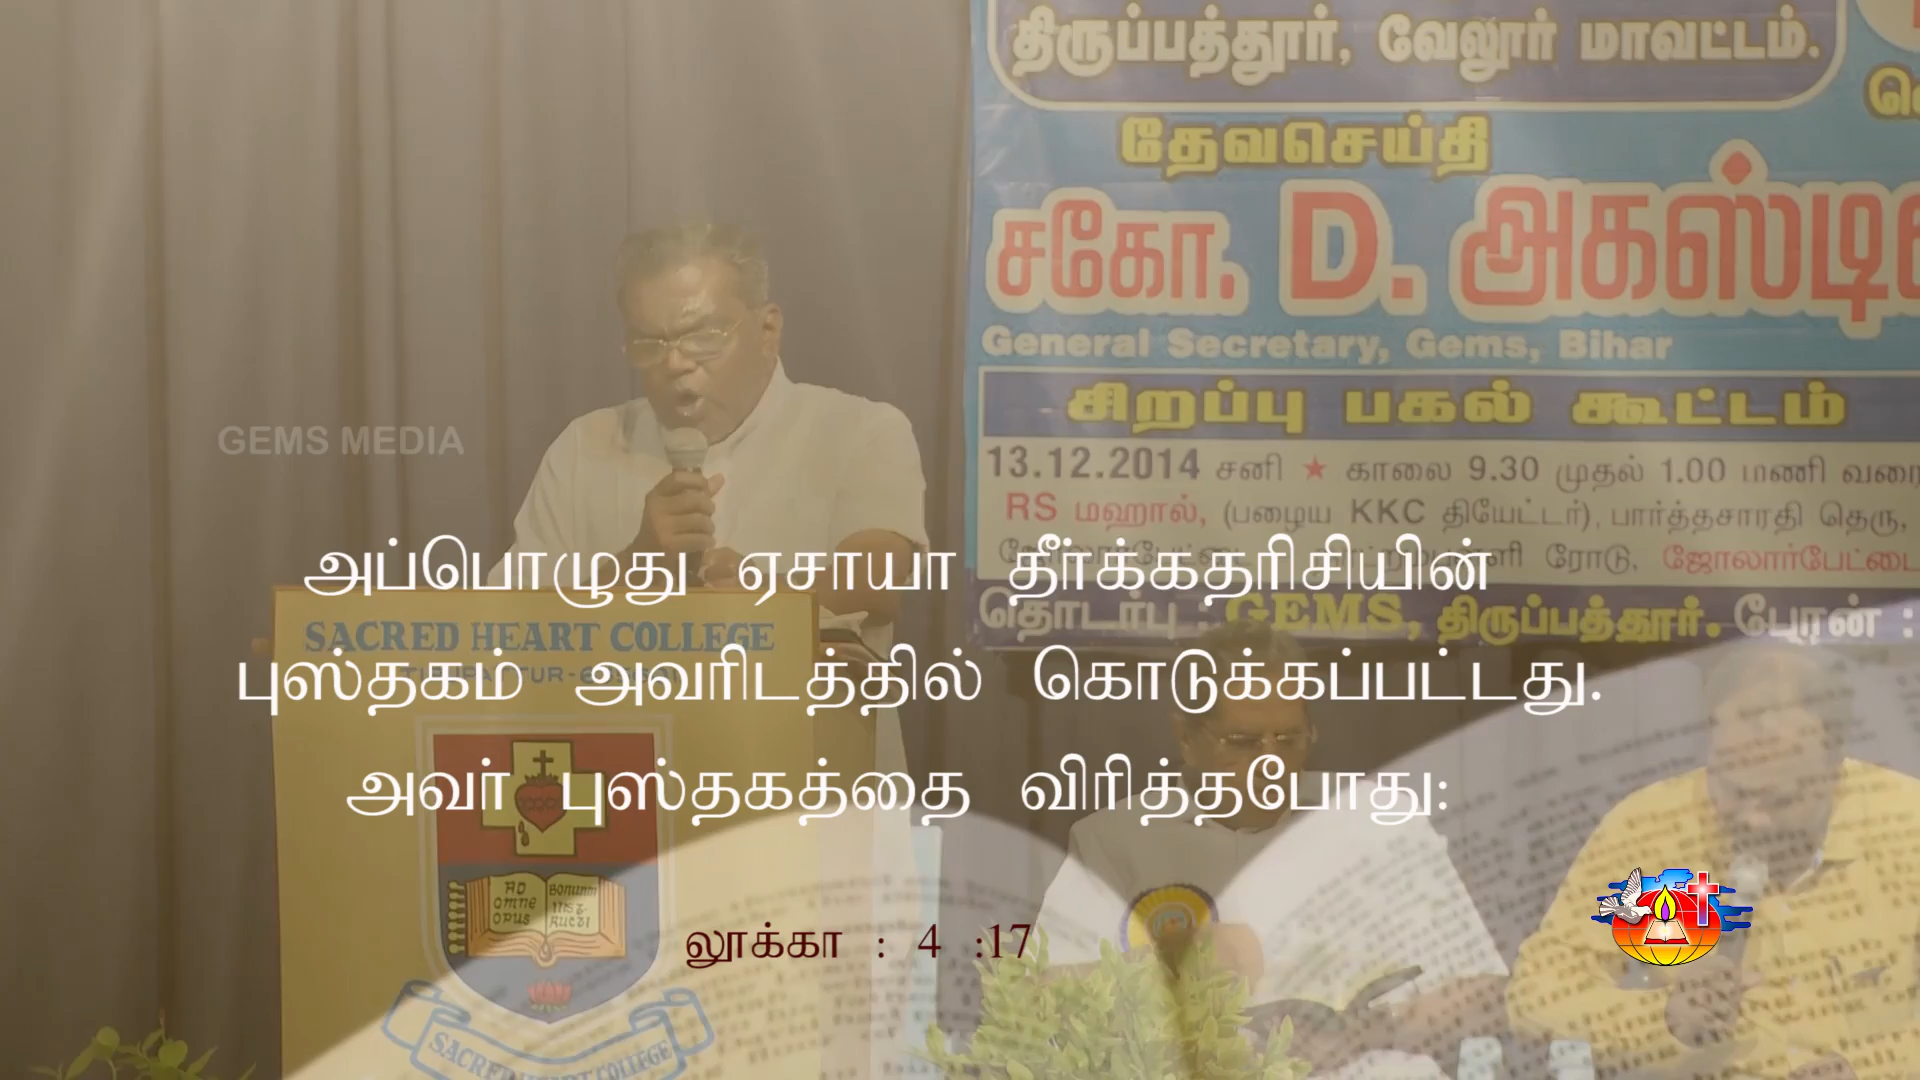 திருப்பத்தூர், வேலூர் மாவட்டம்.
தேவசெய்தி
சகோ. D.
General Secretary, Gems, Bihar
சிறப்பு பகல் கூட்டம்
GEMS MEDIA
13.12.2014 சனி ★ காலை 9.30 முதல் 1.00 மணி வரை
RS மஹால், (பழைய KKC தியேட்டர்), பார்த்தசாரதி தெரு,
ரோடு, ஜோலார்பேட்டை
தொடர்பு : GEMS, திருப்பத்தூர். போன் :
அப்பொழுது ஏசாயா தீர்க்கதரிசியின்
புஸ்தகம் அவரிடத்தில் கொடுக்கப்பட்டது.
அவர் புஸ்தகத்தை விரித்தபோது:
லூக்கா : 4 :17
SACRED HEART COLLEGE
AD
OMNE
OPUS
BONUM
SACRED HEART COLLEGE